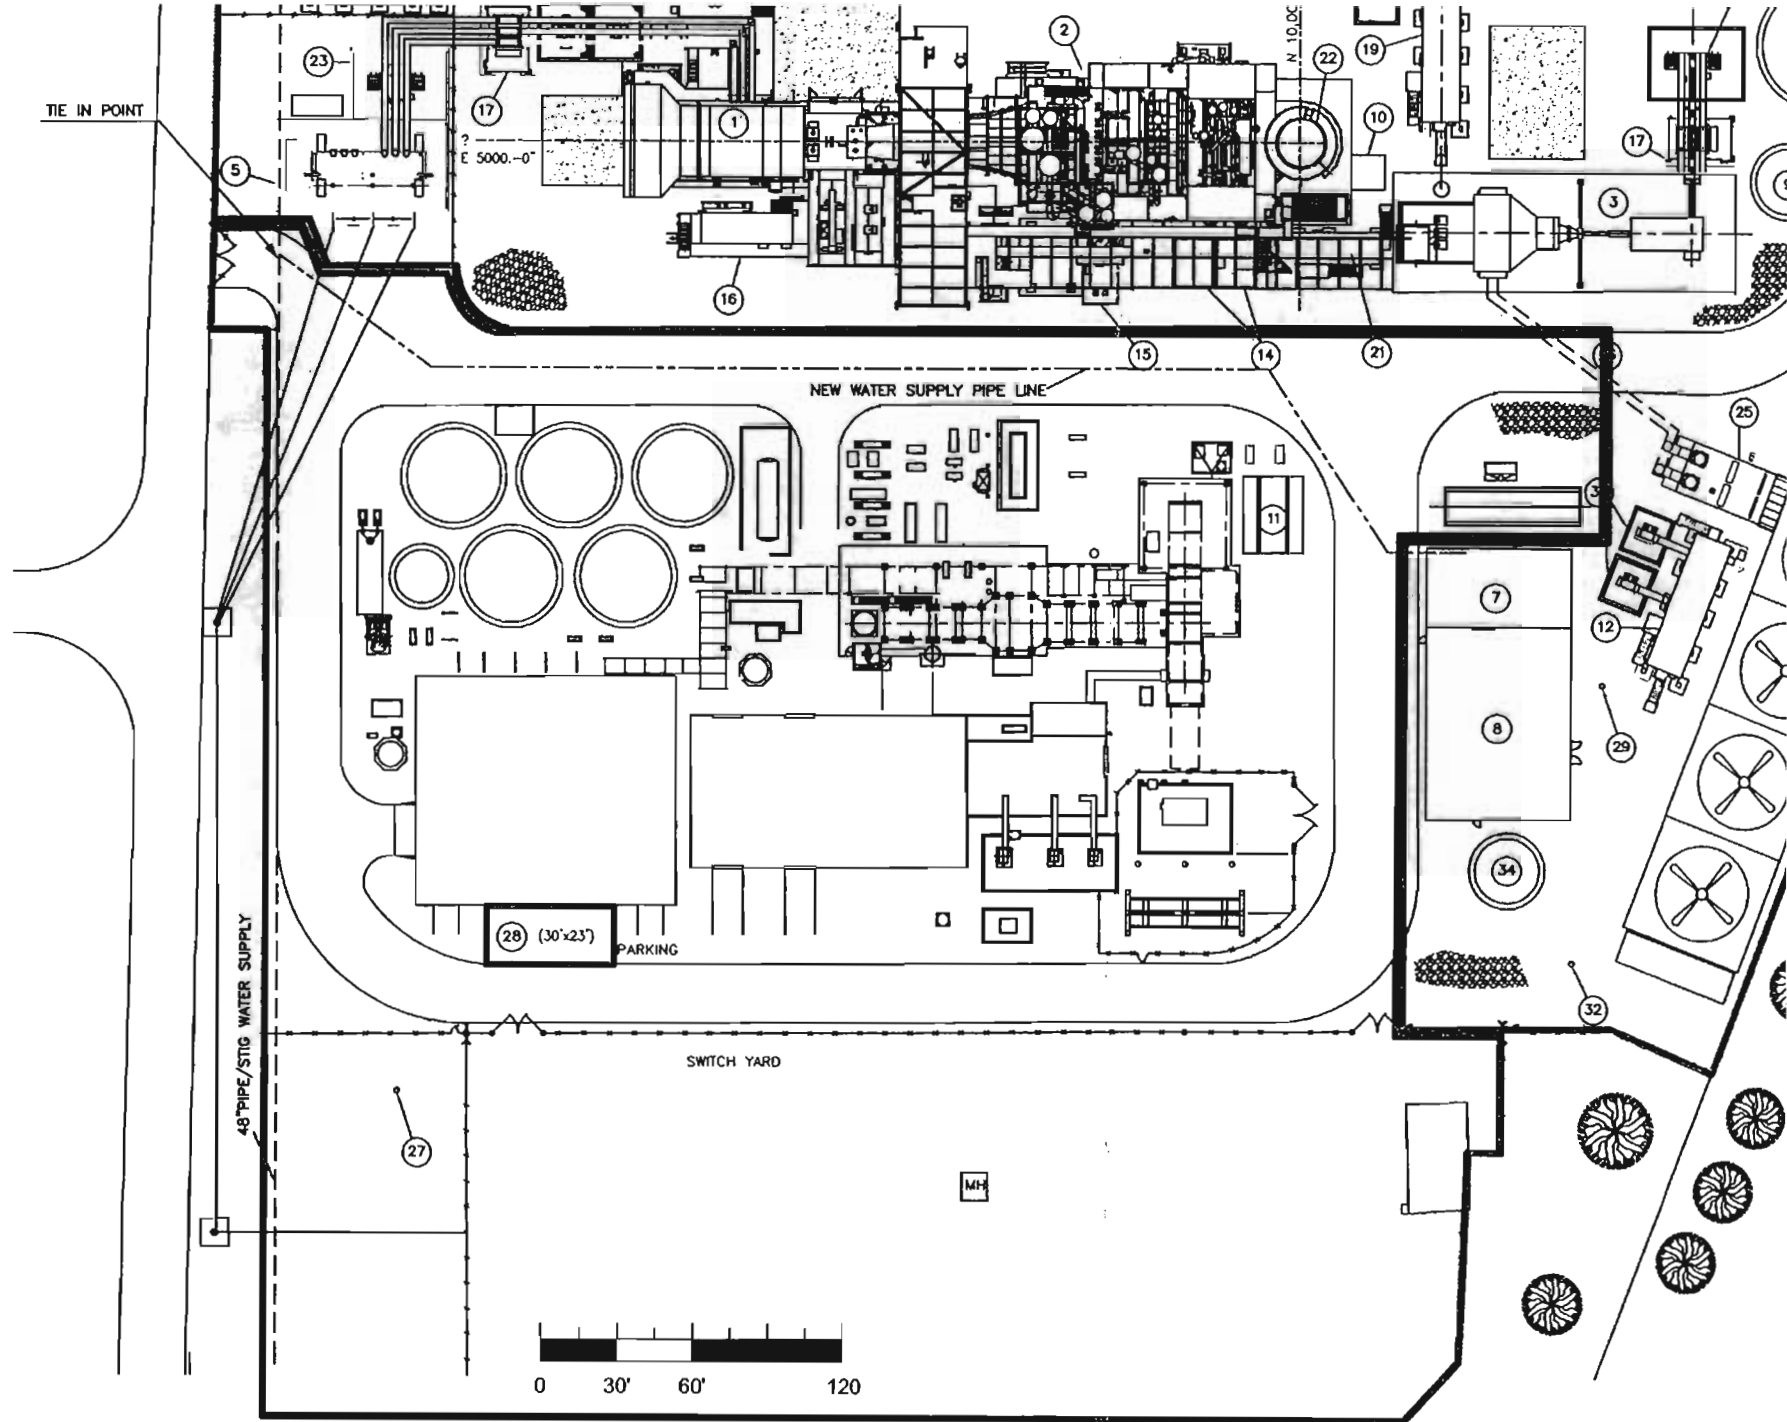 23
17
1
2
22
19
10
17
3
N 10,00
TIE IN POINT
?
E 5000.-0"
5
16
15
14
21
NEW WATER SUPPLY PIPE LINE
25
6
11
7
12
8
29
34
28 (30'x23')
PARKING
32
48"PIPE/STIG WATER SUPPLY
SWITCH YARD
27
MH
0 30' 60' 120